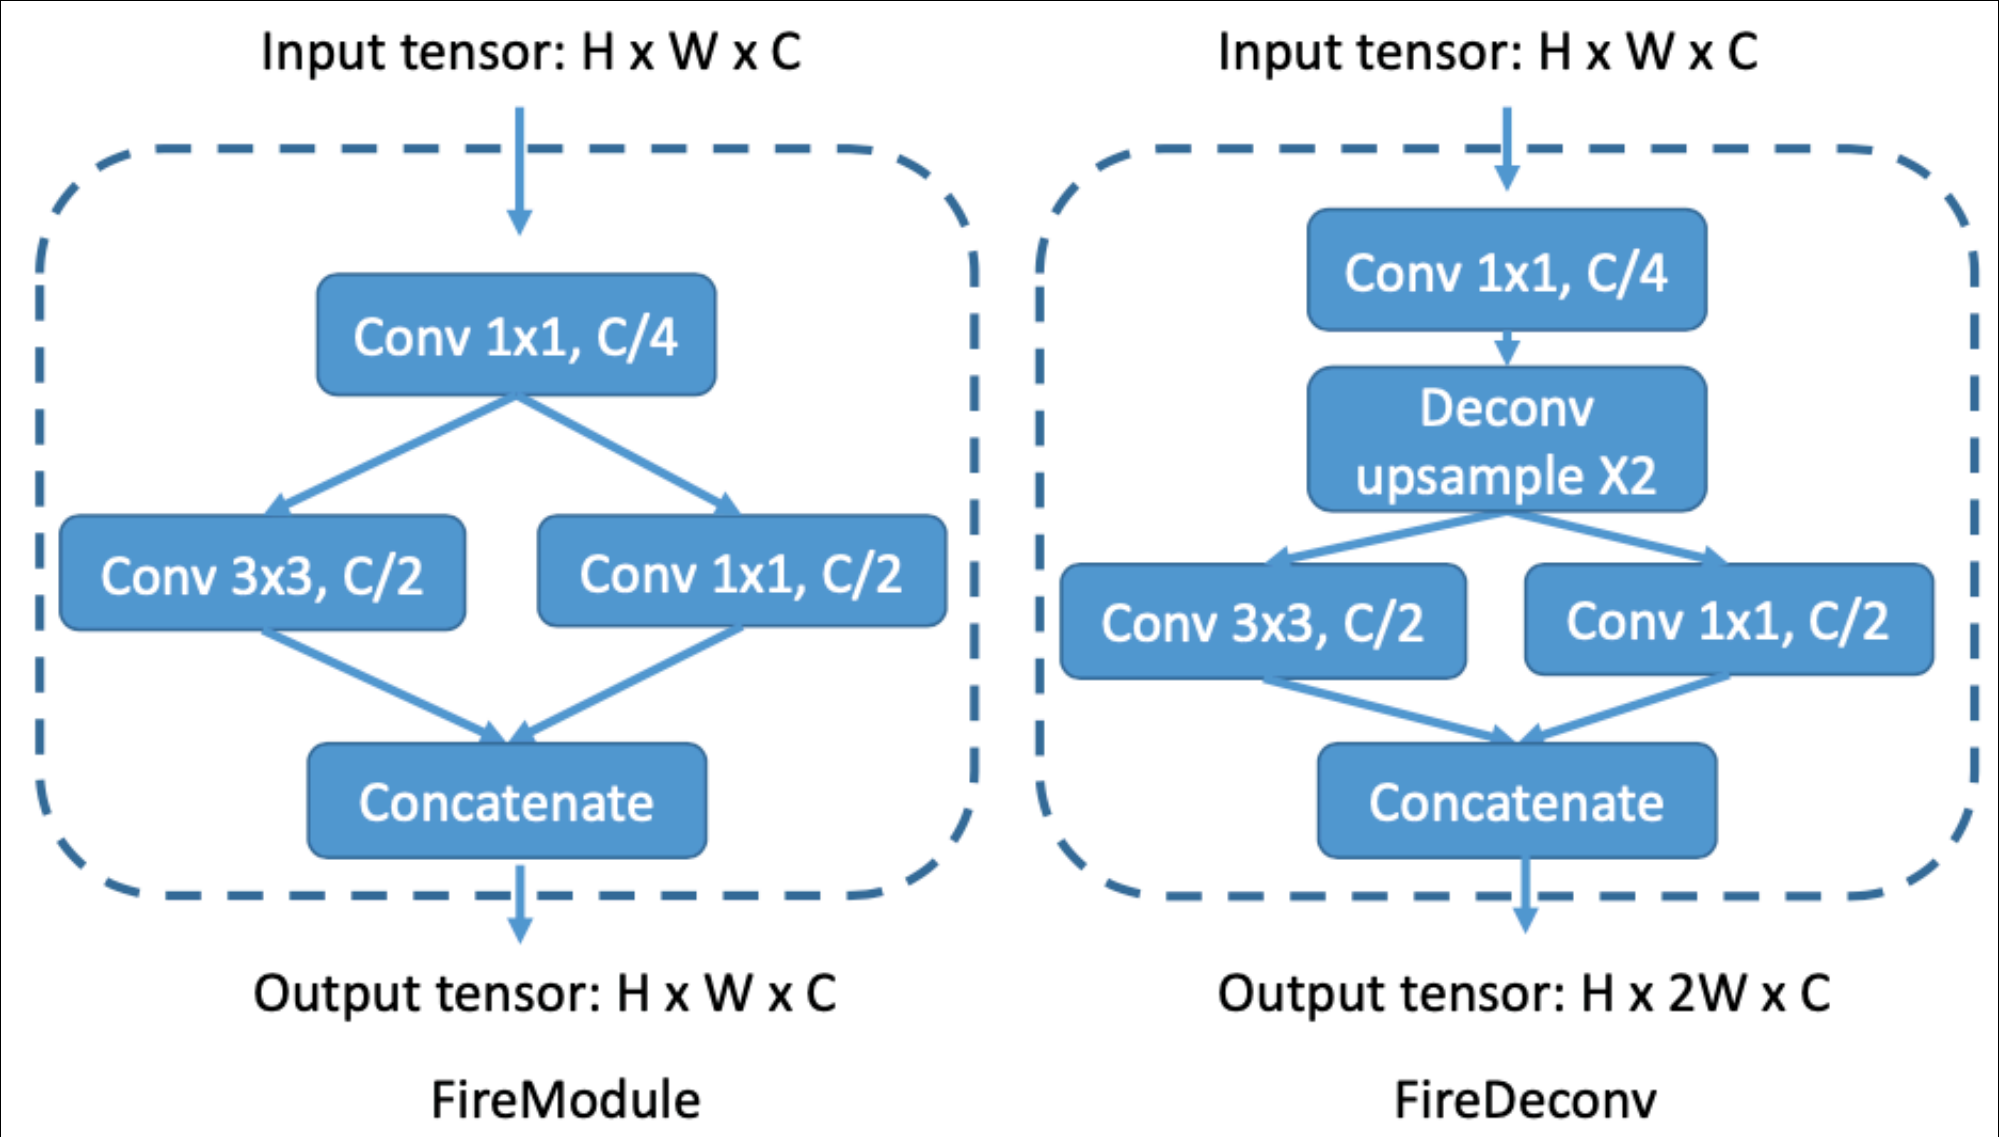 Input tensor: H x W x C
Conv 1x1, C/4
Conv 3x3, C/2
Conv 1x1, C/2
Concatenate
Output tensor: H x W x C
FireModule
Input tensor: H x W x C
Conv 1x1, C/4
Deconv
upsample X2
Conv 3x3, C/2
Conv 1x1, C/2
Concatenate
Output tensor: H x 2W x C
FireDeconv